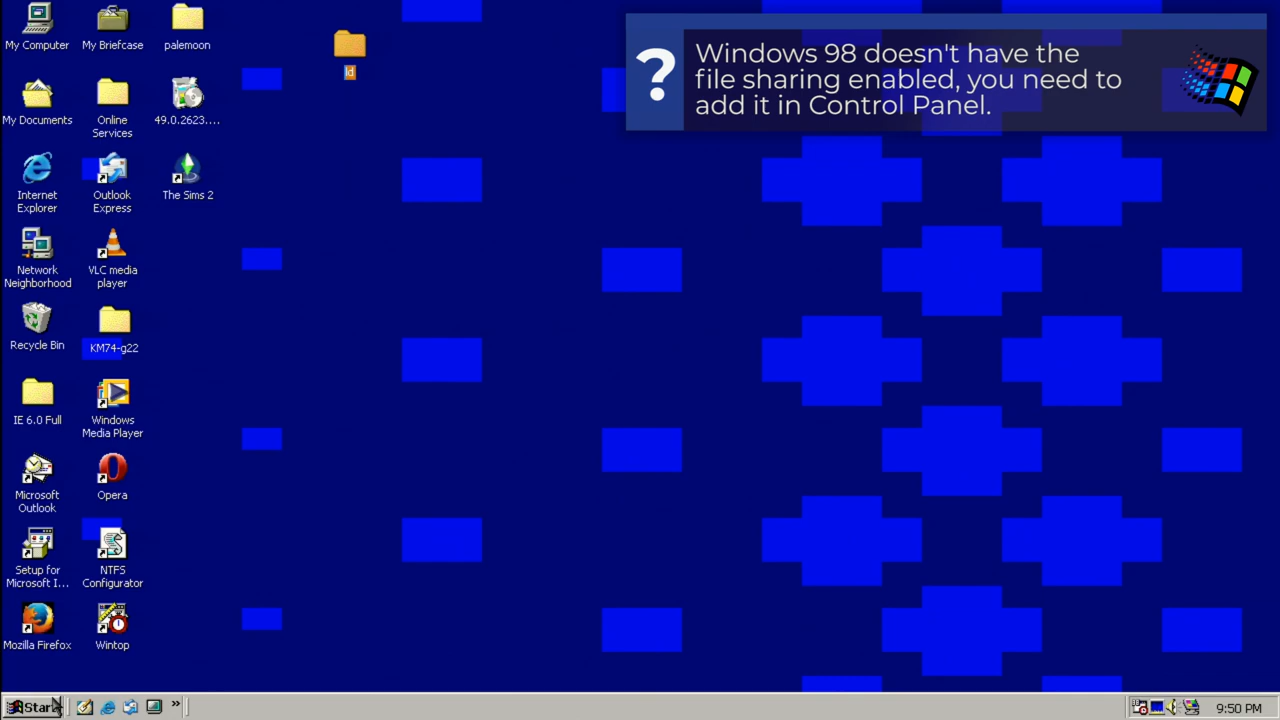 My Computer
My Briefcase
palemoon
Id
Windows 98 doesn't have the
file sharing enabled, you need to
add it in Control Panel.
?
My Documents
Online
Services
49.0.2623....
Internet
Explorer
Outlook
Express
The Sims 2
Network
Neighborhood
VLC media
player
Recycle Bin
KM74-g22
IE 6.0 Full
Windows
Media Player
Microsoft
Outlook
Opera
Setup for
Microsoft I...
NTFS
Configurator
Mozilla Firefox
Wintop
Start
9:50 PM